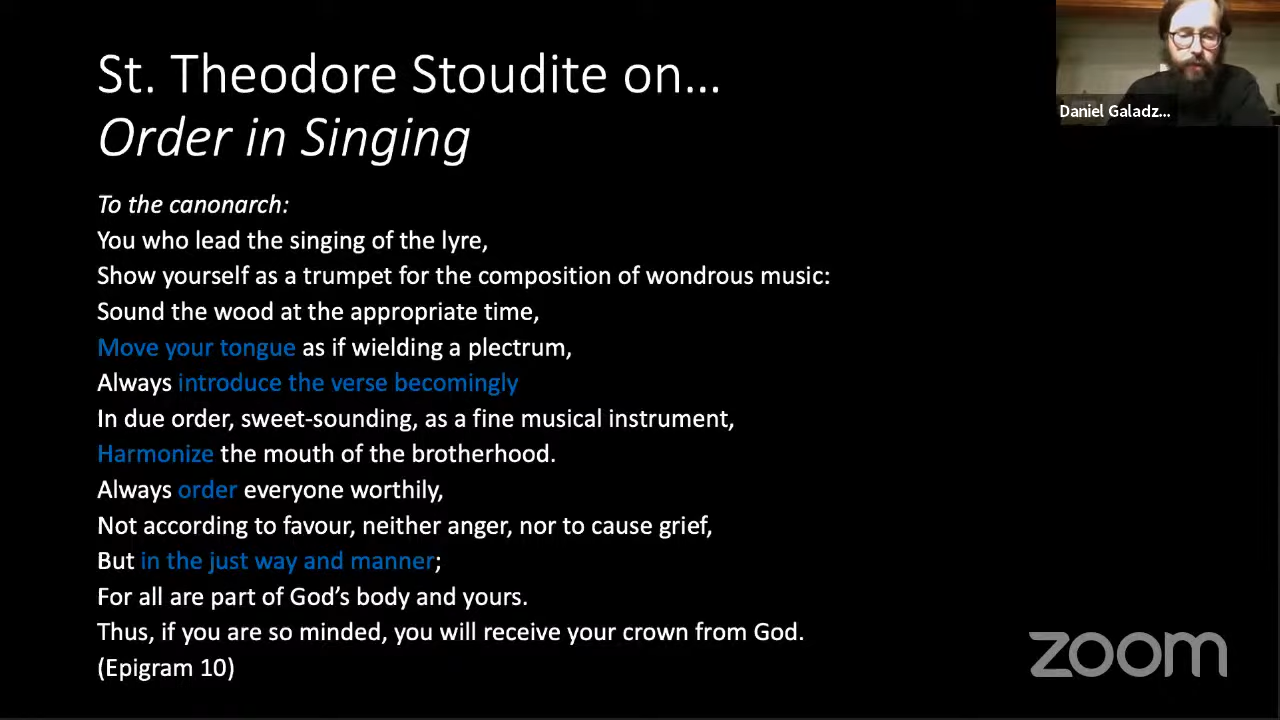 St. Theodore Stoudite on…
Order in Singing
Daniel Galadz...
To the canonarch:
You who lead the singing of the lyre,
Show yourself as a trumpet for the composition of wondrous music:
Sound the wood at the appropriate time,
Move your tongue as if wielding a plectrum,
Always introduce the verse becomingly
In due order, sweet-sounding, as a fine musical instrument,
Harmonize the mouth of the brotherhood.
Always order everyone worthily,
Not according to favour, neither anger, nor to cause grief,
But in the just way and manner;
For all are part of God’s body and yours.
Thus, if you are so minded, you will receive your crown from God.
(Epigram 10)
zoom